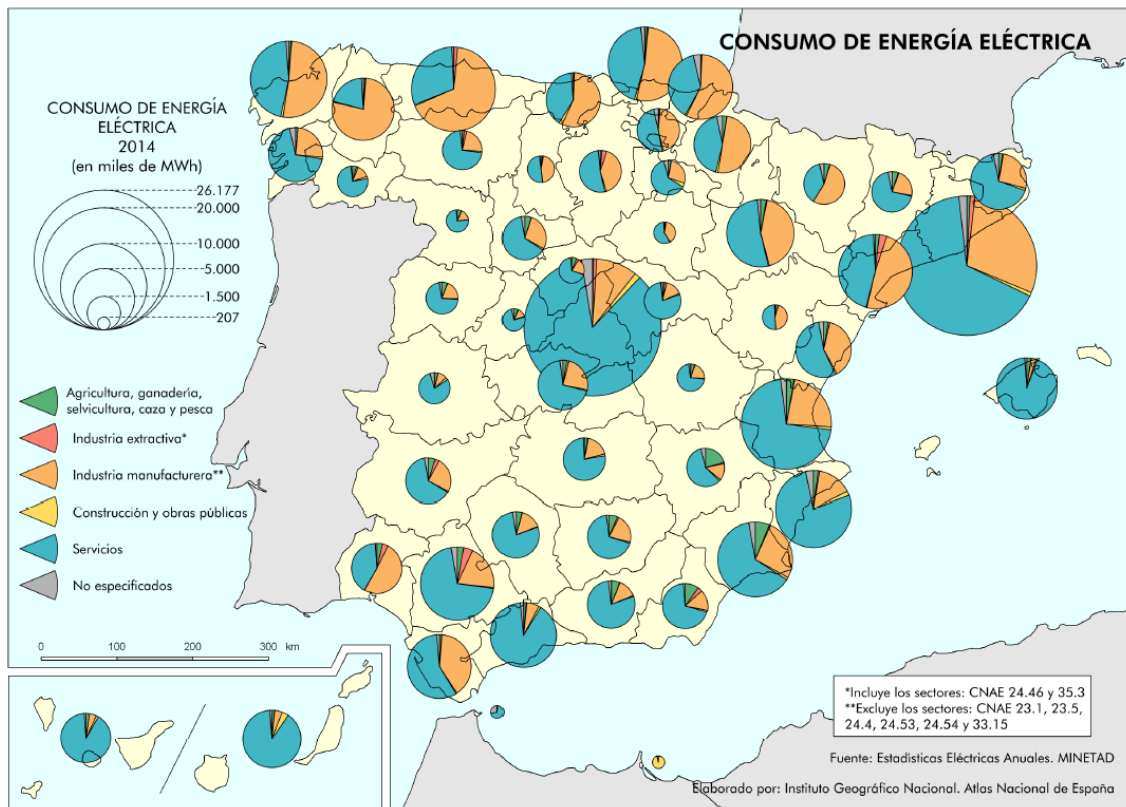 CONSUMO DE ENERGÍA ELÉCTRICA
CONSUMO DE ENERGÍA
ELÉCTRICA
2014
(en miles de MWh)
26.177
20.000
10.000
5.000
1.500
207
Agricultura, ganadería,
selvicultura, caza y pesca
Industria extractiva*
Industria manufacturera**
Construcción y obras públicas
Servicios
No especificados
0 100 200 300 km
*Incluye los sectores: CNAE 24.46 y 35.3
**Excluye los sectores: CNAE 23.1, 23.5,
24.4, 24.53, 24.54 y 33.15
Fuente: Estadísticas Eléctricas Anuales. MINETAD
Elaborado por: Instituto Geográfico Nacional. Atlas Nacional de España